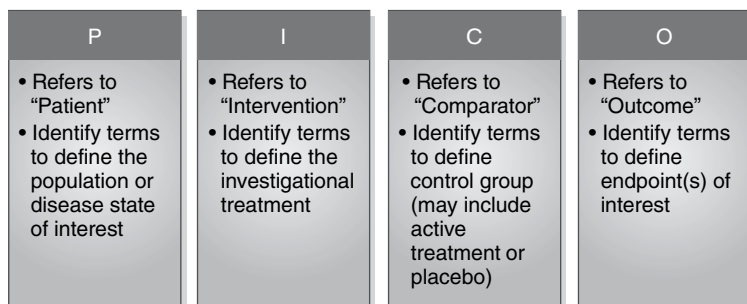 P
• Refers to
“Patient”
• Identify terms
to define the
population or
disease state
of interest
I
• Refers to
“Intervention”
• Identify terms
to define the
investigational
treatment
C
• Refers to
“Comparator”
• Identify terms
to define
control group
(may include
active
treatment or
placebo)
O
• Refers to
“Outcome”
• Identify terms
to define
endpoint(s) of
interest